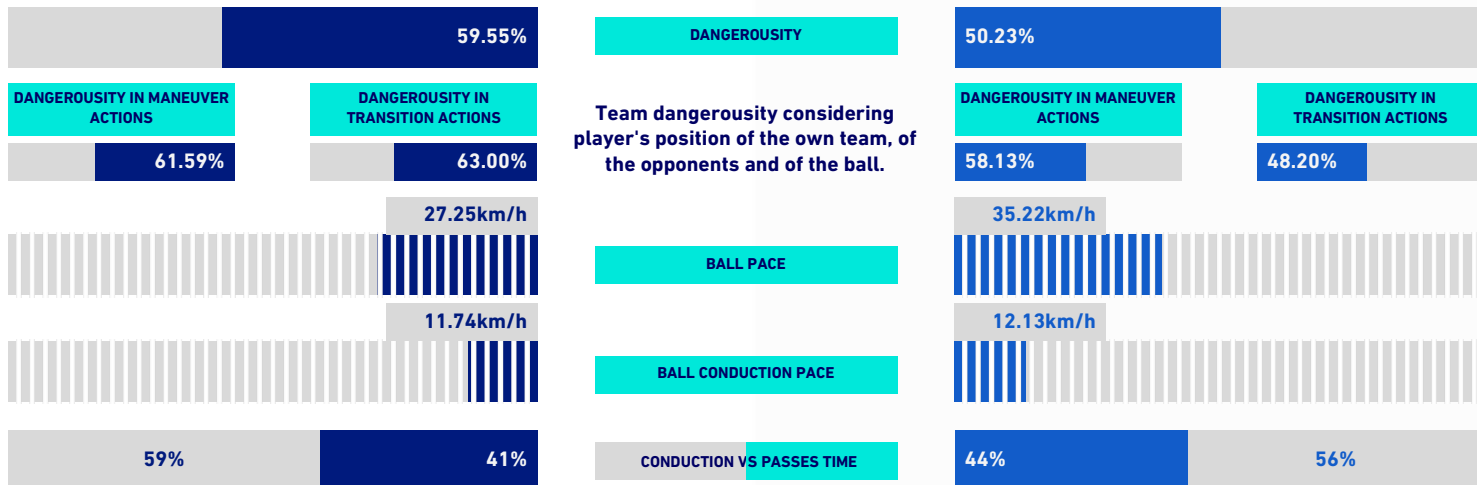 59.55%
DANGEROUSITY
50.23%
DANGEROUSITY IN MANEUVER
ACTIONS
DANGEROUSITY IN
TRANSITION ACTIONS
61.59%
63.00%
Team dangerousity considering
player's position of the own team, of
the opponents and of the ball.
DANGEROUSITY IN MANEUVER
ACTIONS
DANGEROUSITY IN
TRANSITION ACTIONS
58.13%
48.20%
27.25km/h
BALL PACE
35.22km/h
11.74km/h
BALL CONDUCTION PACE
12.13km/h
59%
41%
CONDUCTION VS PASSES TIME
44%
56%